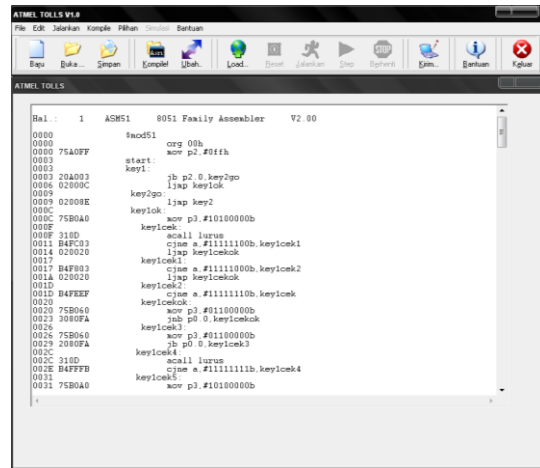 ATMEL TOLLS V1.0
File Edit Jalankan Kompile Pilihan Simulasi Bantuan
Baru Buka... Simpan Kompile! Ubah.. Load... Reset Jalankan Step Berhenti Kirim... Bantuan Keluar
ATMEL TOLLS
Hal.: 1 ASM51 8051 Family Assembler V2.00
0000 $mod51
0000 org 00h
0000 75A0FF mov p2,#0ffh
0003 start:
0003 key1:
0003 20A003 jb p2.0,key2go
0006 02000C ljmp key1ok
0009 key2go:
0009 02008E ljmp key2
000C key1ok:
000C 75B0A0 mov p3,#10100000b
000F key1cek:
000F 310D acall lurus
0011 B4FC03 cjne a,#11111100b,key1cek1
0014 020020 ljmp key1cekok
0017 key1cek1:
0017 B4F803 cjne a,#11111000b,key1cek2
001A 020020 ljmp key1cekok
001D key1cek2:
001D B4FEEF cjne a,#11111110b,key1cek
0020 key1cekok:
0020 75B060 mov p3,#01100000b
0023 3080FA jnb p0.0,key1cekok
0026 key1cek3:
0026 75B060 mov p3,#01100000b
0029 2080FA jb p0.0,key1cek3
002C key1cek4:
002C 310D acall lurus
002E B4FFFB cjne a,#11111111b,key1cek4
0031 key1cek5:
0031 75B0A0 mov p3,#10100000b